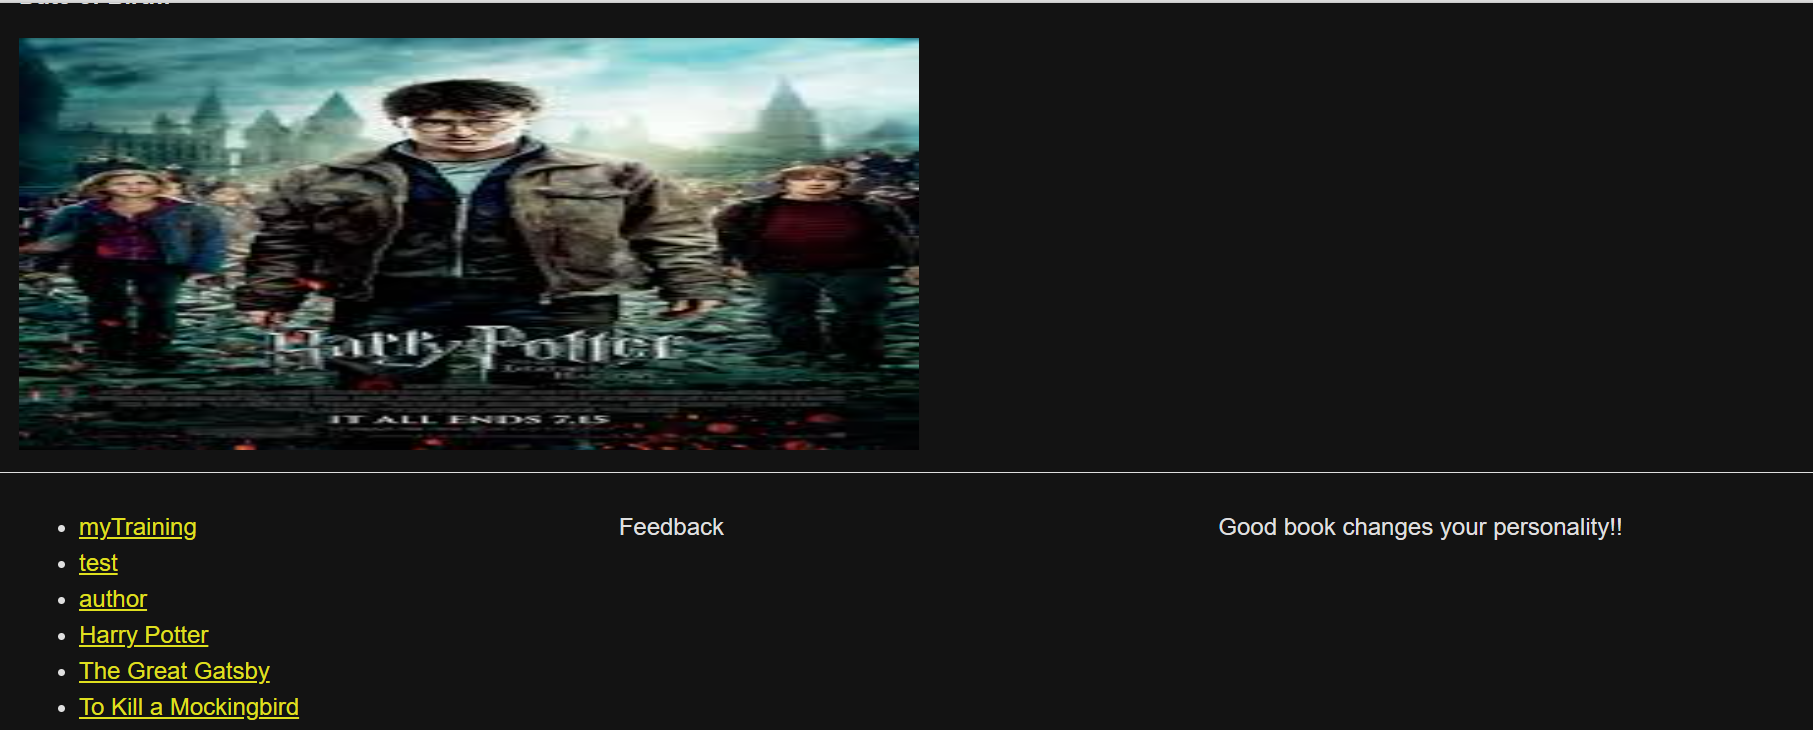 Harry Potter
IT ALL ENDS 7.15
myTraining
Feedback
Good book changes your personality!!
test
author
Harry Potter
The Great Gatsby
To Kill a Mockingbird